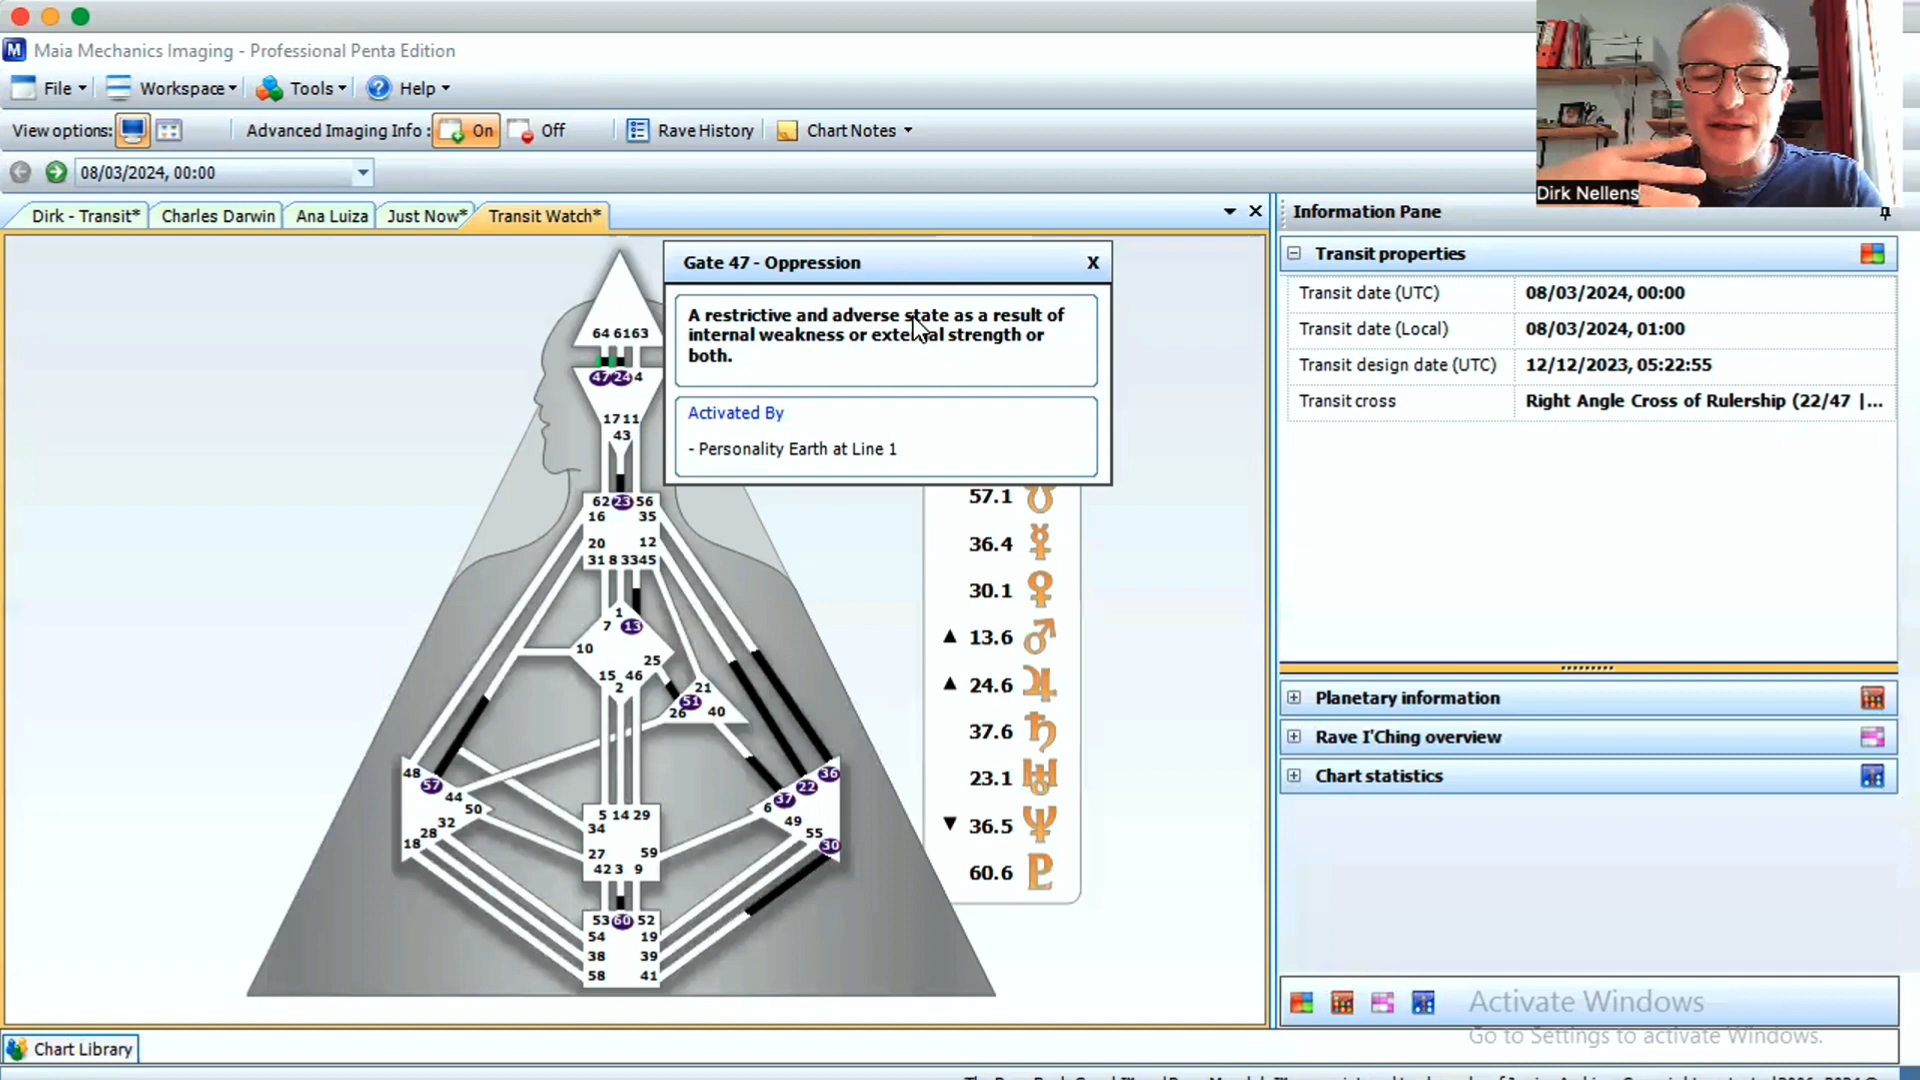 Maia Mechanics Imaging - Professional Penta Edition
File Workspace Tools Help
View options: Advanced Imaging Info : On Off Rave History Chart Notes
08/03/2024, 00:00
Dirk Nellens
Dirk - Transit* Charles Darwin Ana Luiza Just Now* Transit Watch*
Gate 47 - Oppression X
A restrictive and adverse state as a result of
internal weakness or external strength or
both.
Activated By
- Personality Earth at Line 1
64 61 63
47 24 4
17 11
43
62 23 56
16 35
20 12
31 8 33 45
1
7 13
10
25
15 46
2
21
51
26 40
48 36
57 22
44 37
50 6
32 49
28 55
18 30
5 14 29
34
27 59
42 3 9
53 60 52
54 19
38 39
58 41
57.1
36.4
30.1
13.6
24.6
37.6
23.1
36.5
60.6
Information Pane
Transit properties
Transit date (UTC) 08/03/2024, 00:00
Transit date (Local) 08/03/2024, 01:00
Transit design date (UTC) 12/12/2023, 05:22:55
Transit cross Right Angle Cross of Rulership (22/47 |...
Planetary information
Rave I'Ching overview
Chart statistics
Activate Windows
Go to Settings to activate Windows.
Chart Library